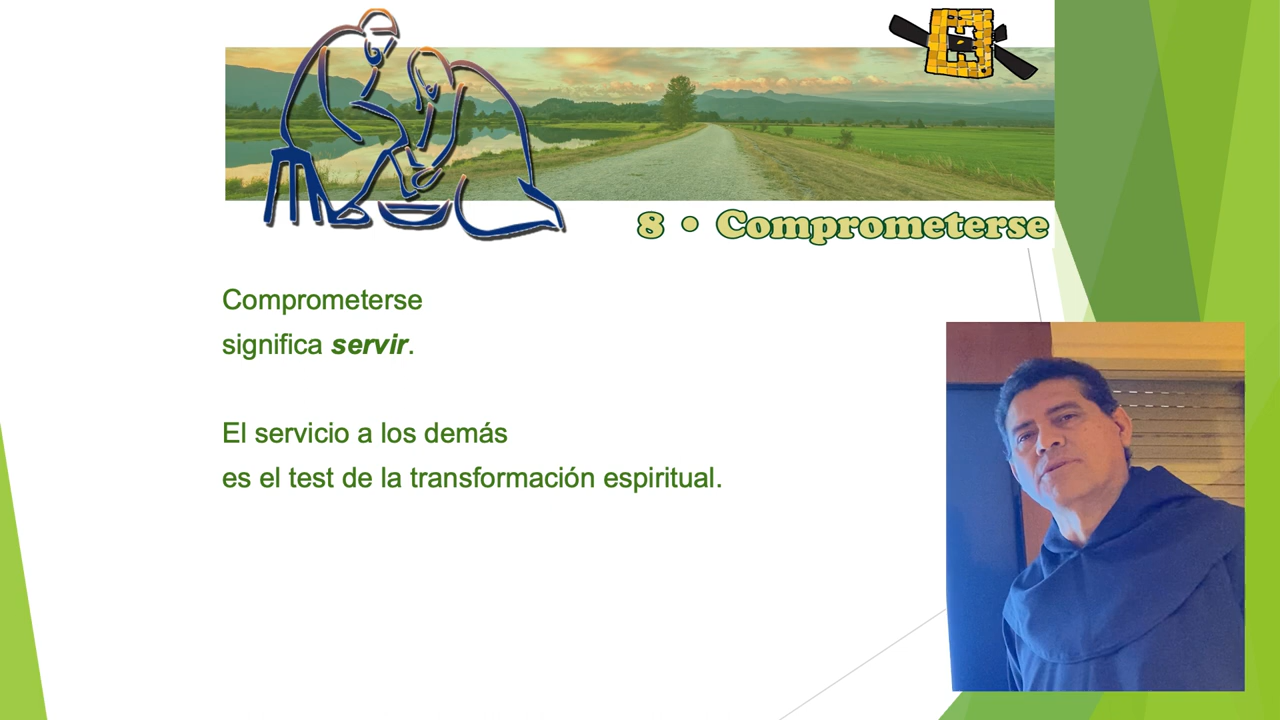 8 • Comprometerse
Comprometerse
significa servir.
El servicio a los demás
es el test de la transformación espiritual.